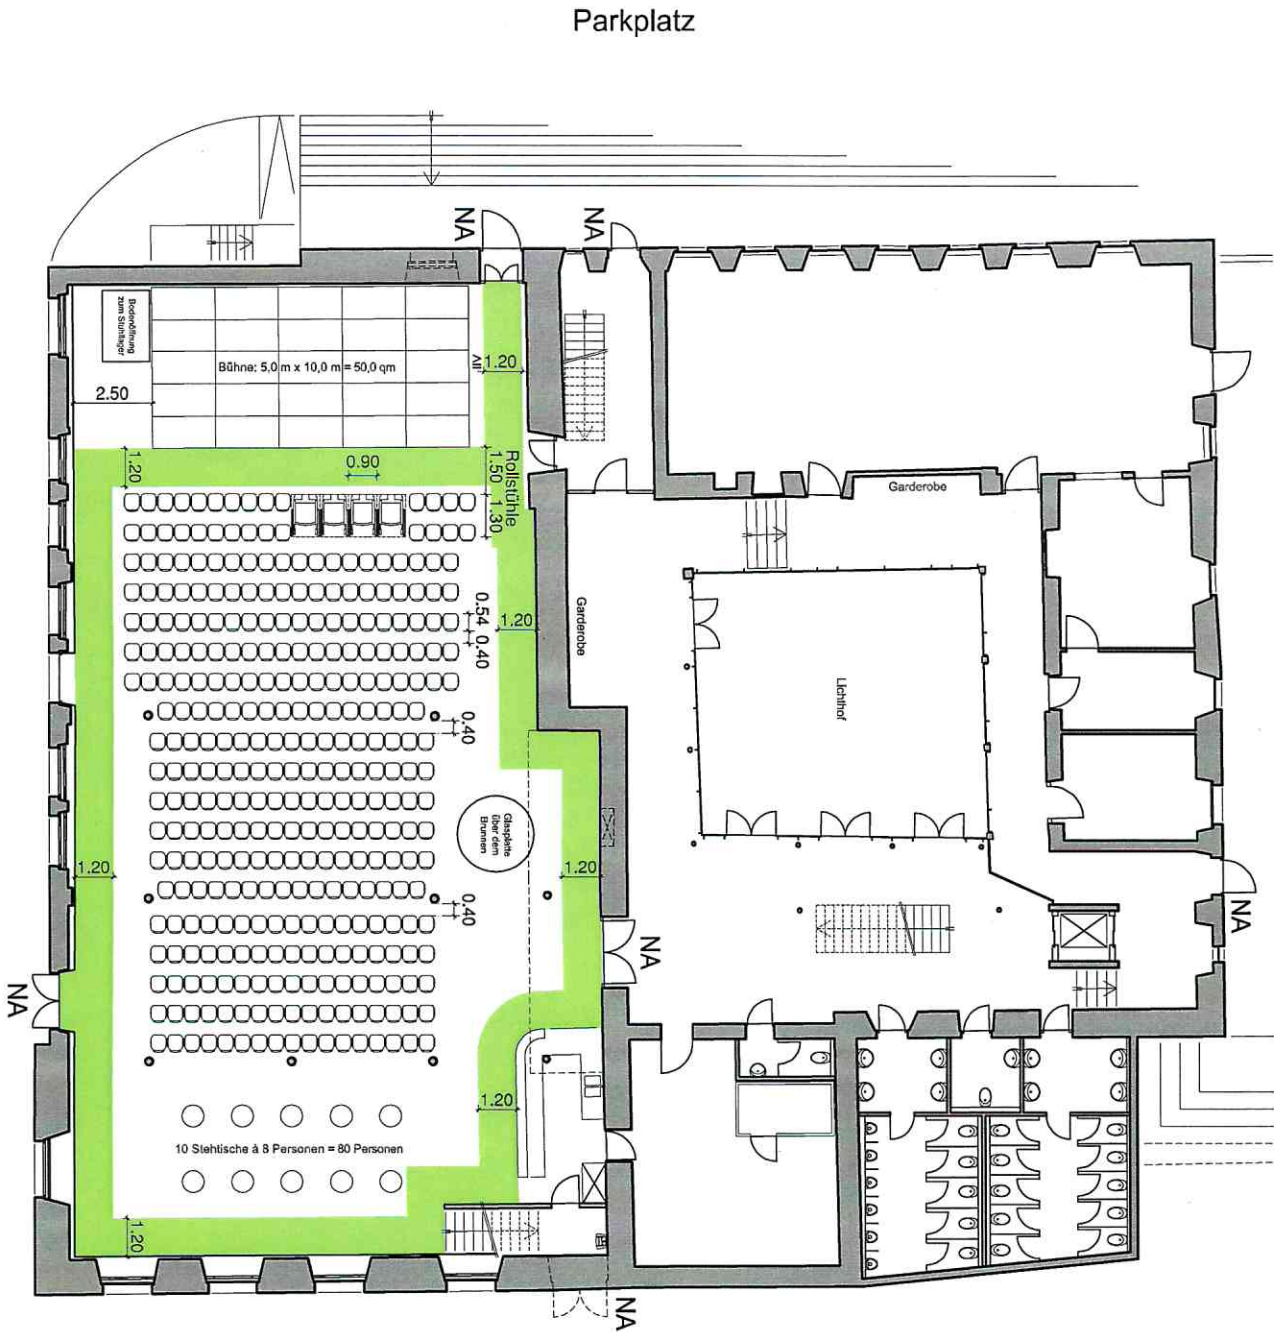 Parkplatz
NA
NA
Bodenöffnung
zum Stuhllager
Bühne: 5,0 m x 10,0 m = 50,0 qm
1.20
2.50
1.20
0.90
1.50
Rollstühle
1.30
Garderobe
0.54
0.40
1.20
Garderobe
Lichthof
0.40
Glasplatte
über dem
Brunnen
1.20
1.20
0.40
NA
NA
NA
1.20
10 Stehtische à 8 Personen = 80 Personen
1.20
NA